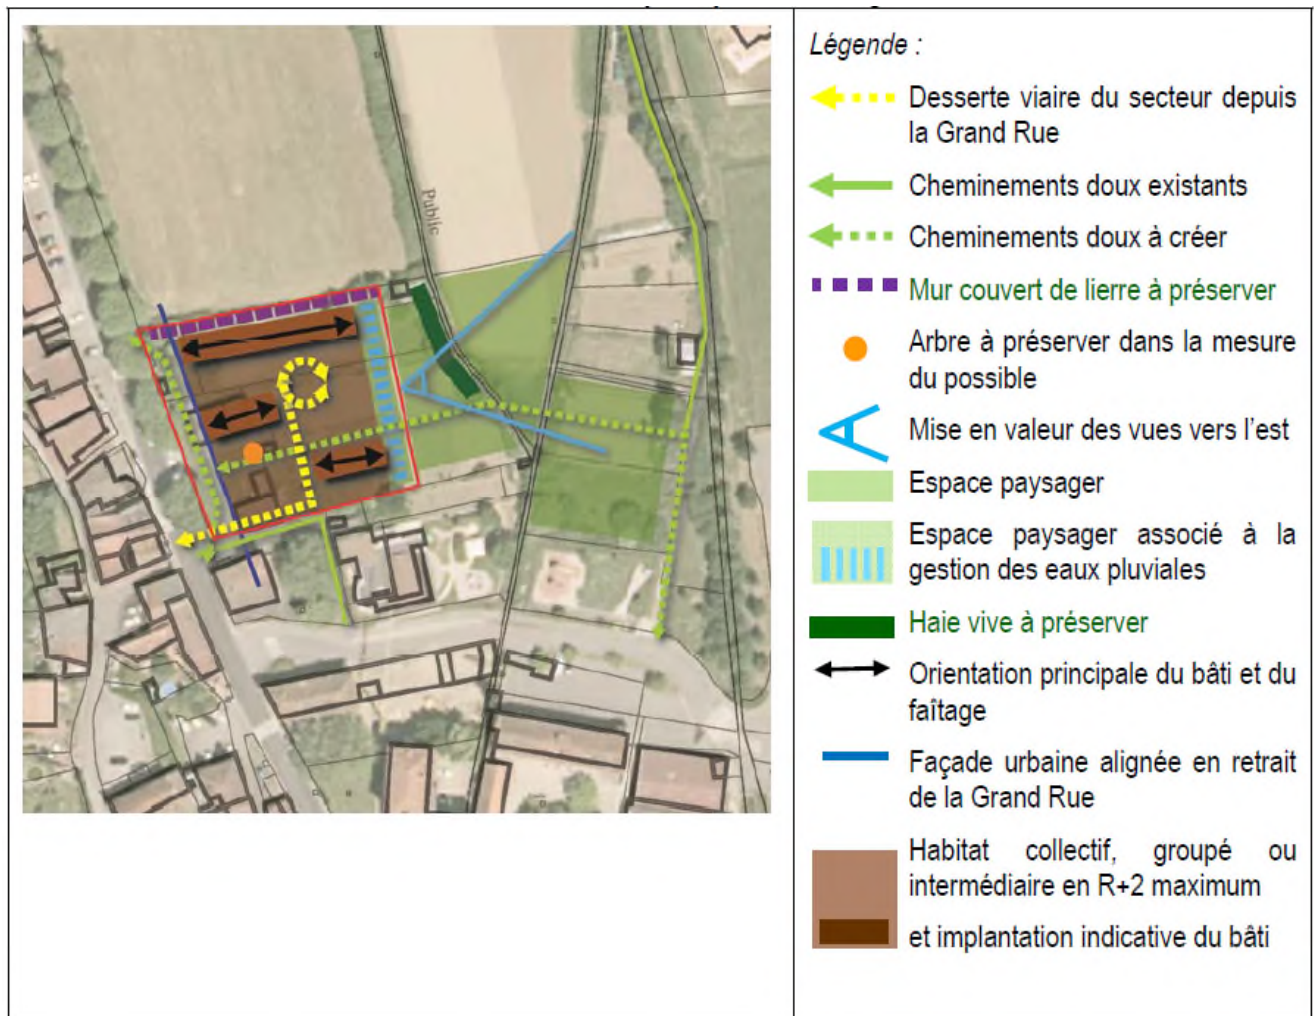 Légende :
Desserte viaire du secteur depuis
la Grand Rue
Cheminements doux existants
Cheminements doux à créer
Mur couvert de lierre à préserver
Arbre à préserver dans la mesure
du possible
Mise en valeur des vues vers l'est
Espace paysager
Espace paysager associé à la
gestion des eaux pluviales
Haie vive à préserver
Orientation principale du bâti et du
faîtage
Façade urbaine alignée en retrait
de la Grand Rue
Habitat collectif, groupé ou
intermédiaire en R+2 maximum
et implantation indicative du bâti
Public